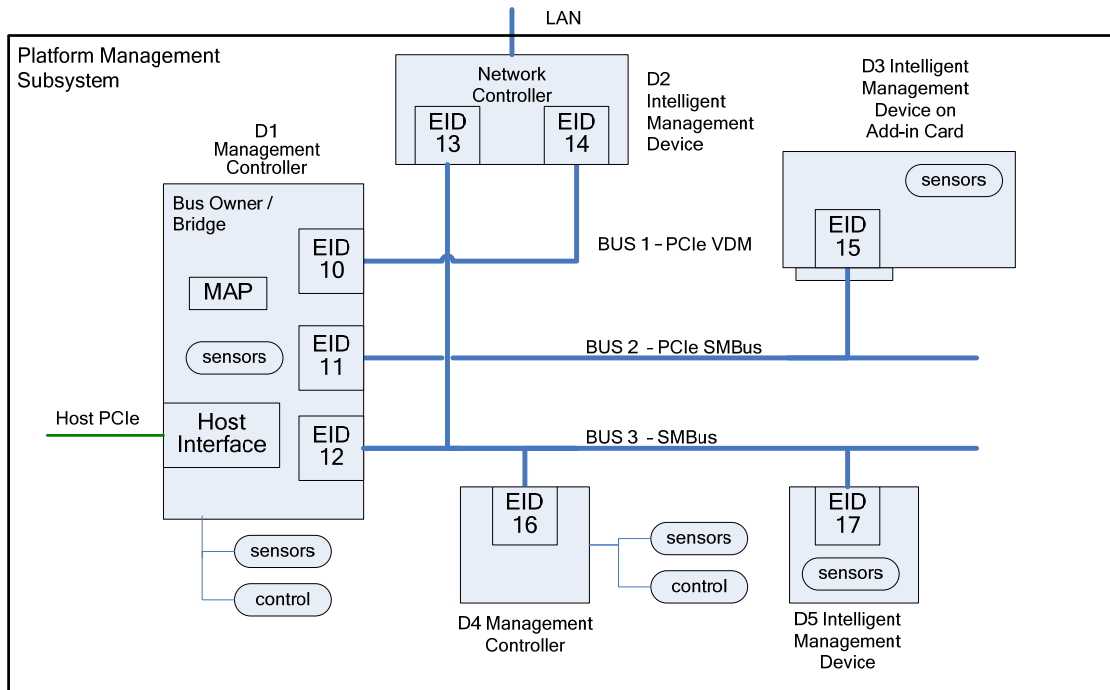 LAN
Platform Management
Subsystem
Network
Controller
EID
13
EID
14
D2
Intelligent
Management
Device
D3 Intelligent
Management
Device on
Add-in Card
sensors
EID
15
D1
Management
Controller
Bus Owner /
Bridge
EID
10
MAP
sensors
EID
11
Host
Interface
EID
12
Host PCIe
BUS 1 - PCIe VDM
BUS 2 - PCIe SMBus
BUS 3 - SMBus
sensors
control
EID
16
sensors
control
D4 Management
Controller
EID
17
sensors
D5 Intelligent
Management
Device